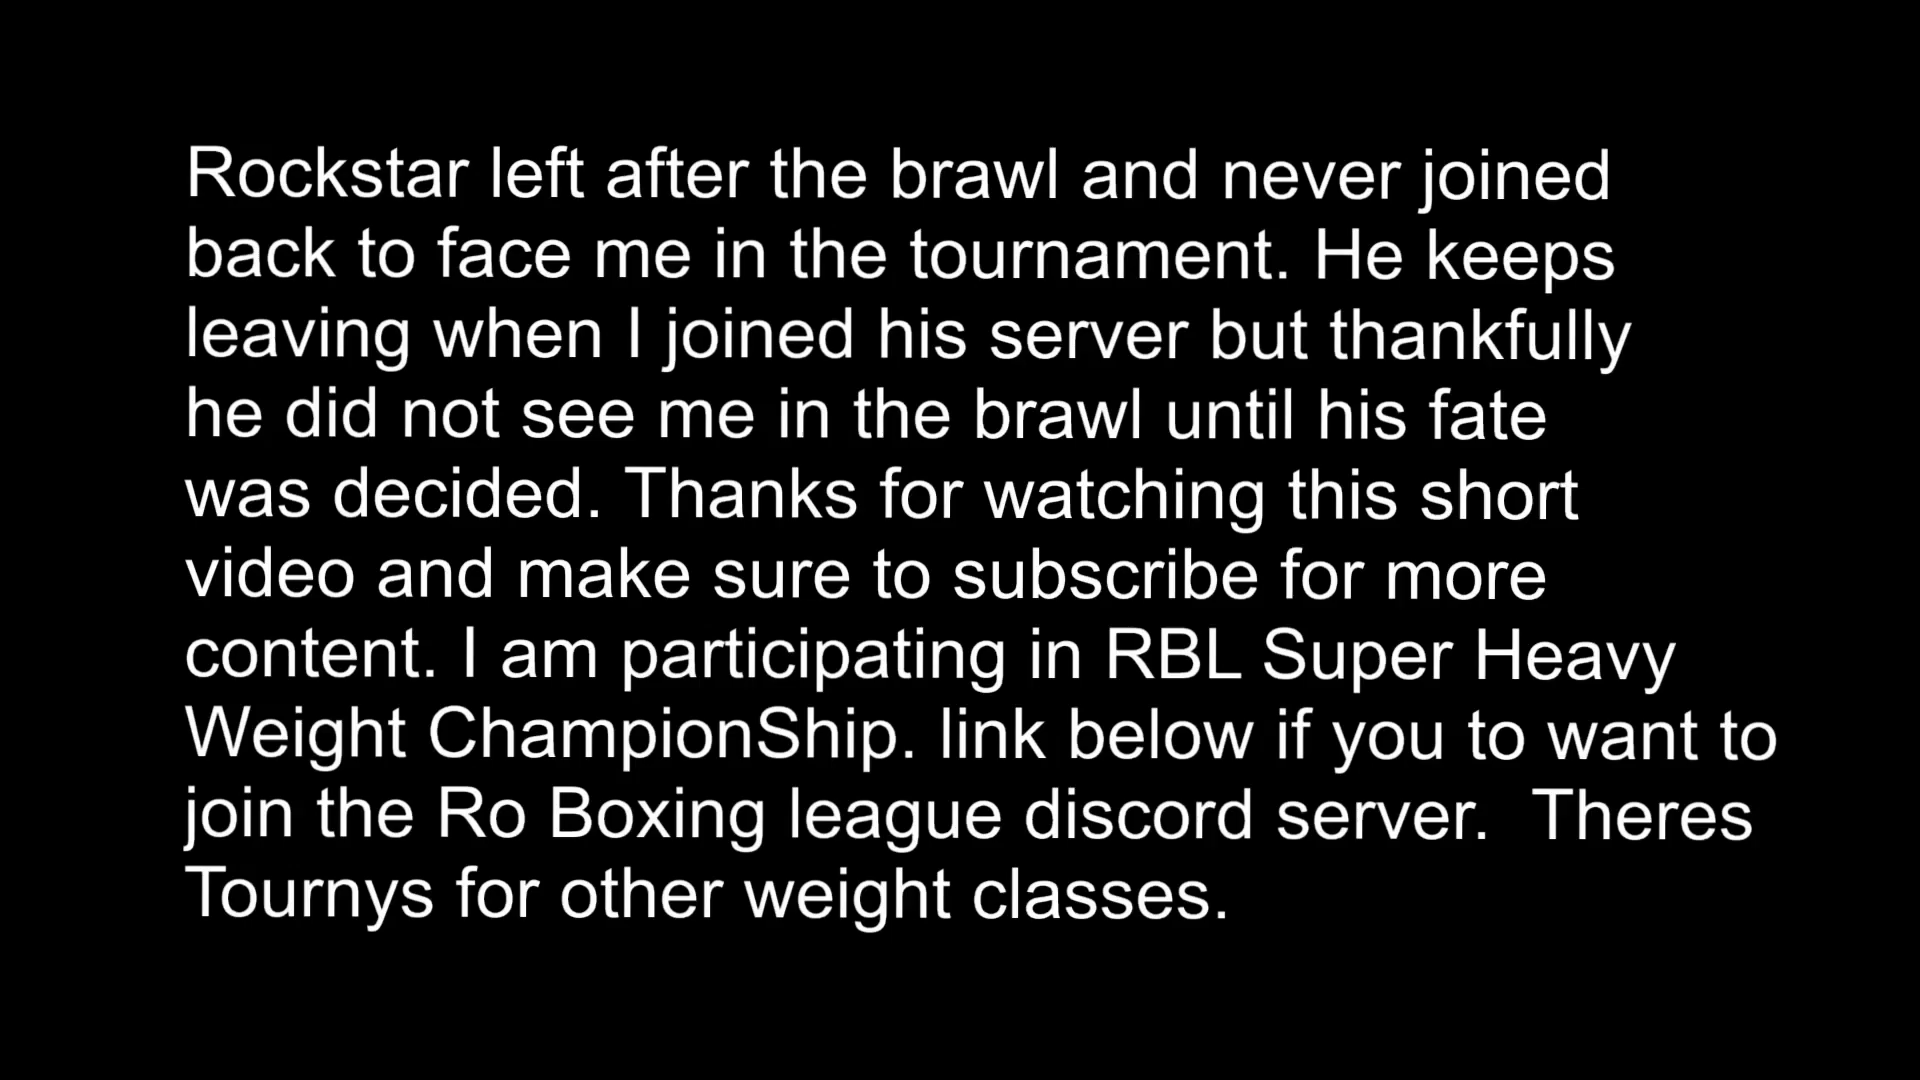 Rockstar left after the brawl and never joined
back to face me in the tournament. He keeps
leaving when I joined his server but thankfully
he did not see me in the brawl until his fate
was decided. Thanks for watching this short
video and make sure to subscribe for more
content. I am participating in RBL Super Heavy
Weight ChampionShip. link below if you to want to
join the Ro Boxing league discord server.  Theres
Tournys for other weight classes.